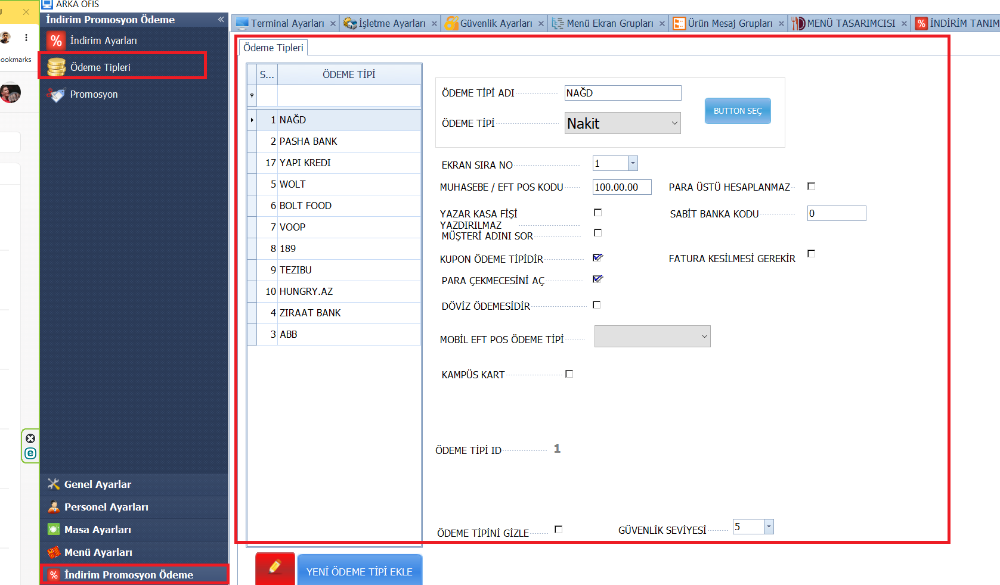 ARKA OFİS
ookmarks
İndirim Promosyon Ödeme «
İndirim Ayarları
Ödeme Tipleri
Promosyon
Genel Ayarlar
Personel Ayarları
Masa Ayarları
Menü Ayarları
İndirim Promosyon Ödeme
Terminal Ayarları × İşletme Ayarları × Güvenlik Ayarları × Menü Ekran Grupları × Ürün Mesaj Grupları × MENÜ TASARIMCISI × İNDİRİM TANIM
Ödeme Tipleri
S... ÖDEME TİPİ
1 NAĞD
2 PASHA BANK
17 YAPI KREDI
5 WOLT
6 BOLT FOOD
7 VOOP
8 189
9 TEZIBU
10 HUNGRY.AZ
4 ZIRAAT BANK
3 ABB
ÖDEME TİPİ ADI NAĞD
BUTTON SEÇ
ÖDEME TİPİ Nakit
EKRAN SIRA NO 1
MUHASEBE / EFT POS KODU 100.00.00 PARA ÜSTÜ HESAPLANMAZ
YAZAR KASA FİŞİ
YAZDIRILMAZ
SABİT BANKA KODU 0
MÜŞTERİ ADINI SOR
KUPON ÖDEME TİPİDİR FATURA KESİLMESİ GEREKİR
PARA ÇEKMECESİNİ AÇ
DÖVİZ ÖDEMESİDİR
MOBİL EFT POS ÖDEME TİPİ
KAMPÜS KART
ÖDEME TİPİ ID 1
ÖDEME TİPİNİ GİZLE GÜVENLİK SEVİYESİ 5
YENİ ÖDEME TİPİ EKLE